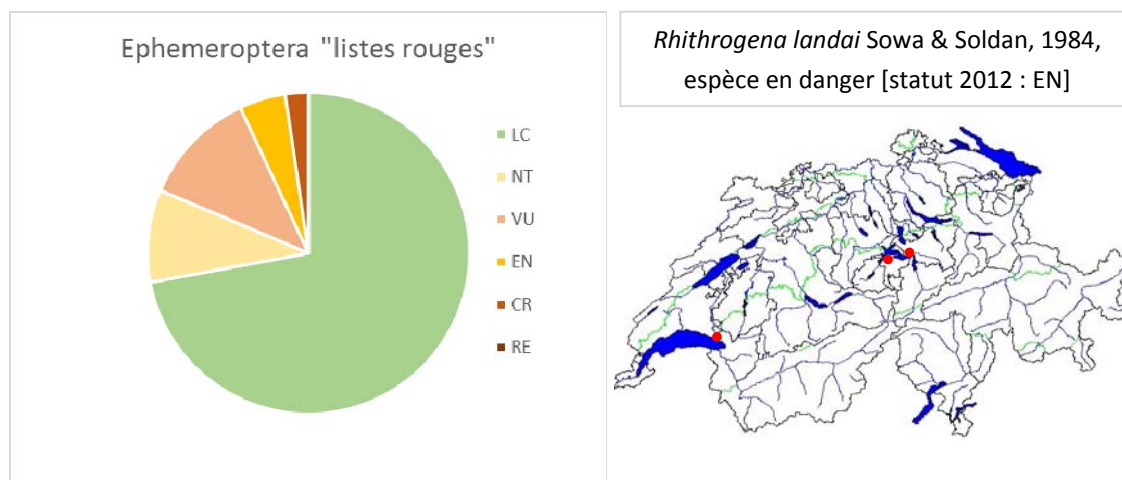 Ephemeroptera "listes rouges"
LC
NT
VU
EN
CR
RE
Rhithrogena landai Sowa & Soldan, 1984,
espèce en danger [statut 2012 : EN]